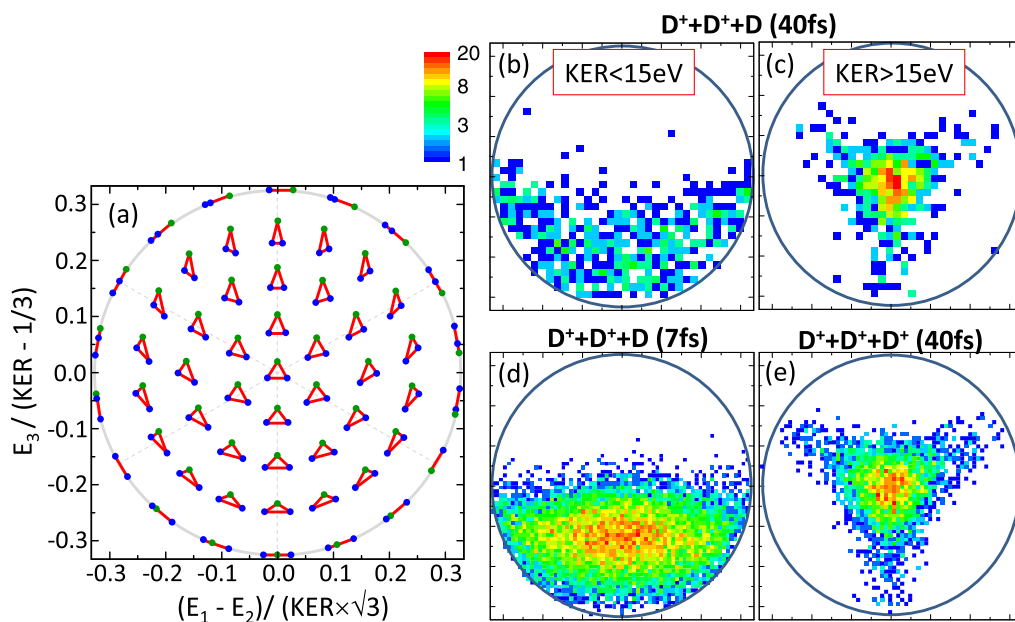 D⁺+D⁺+D (40fs)
(b)
KER<15eV
(c)
KER>15eV
20
8
3
1
(a)
0.3
0.2
0.1
0.0
-0.1
-0.2
-0.3
E₃ / (KER - 1/3)
-0.3 -0.2 -0.1 0.0 0.1 0.2 0.3
(E₁ - E₂)/ (KER×√3)
D⁺+D⁺+D (7fs)
D⁺+D⁺+D⁺ (40fs)
(d)
(e)